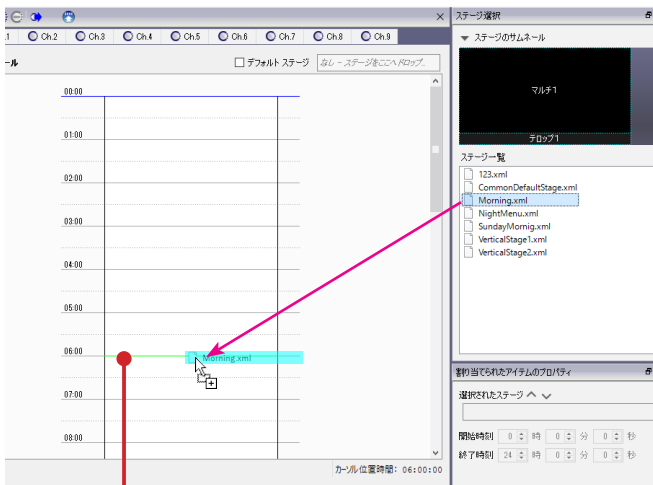 ステージ選択
.1 Ch.2 Ch.3 Ch.4 Ch.5 Ch.6 Ch.7 Ch.8 Ch.9
ール
デフォルト ステージ
なし - ステージをここへドロップ...
00:00
01:00
02:00
03:00
04:00
05:00
06:00
Morning.xml
07:00
08:00
カーソル位置時間: 06:00:00
ステージのサムネール
マルチ1
テロップ1
ステージ一覧
123.xml
CommonDefaultStage.xml
Morning.xml
NightMenu.xml
SundayMornig.xml
VerticalStage1.xml
VerticalStage2.xml
割り当てられたアイテムのプロパティ
選択されたステージ
開始時刻 0 時 0 分 0 秒
終了時刻 24 時 0 分 0 秒